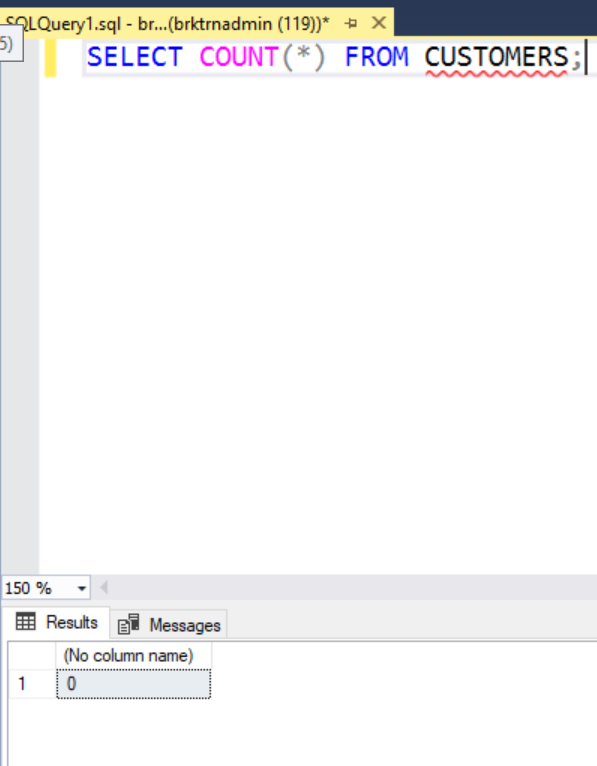 SQLQuery1.sql - br...(brktrnadmin (119))*
5)
SELECT COUNT(*) FROM CUSTOMERS;
150 %
Results Messages
(No column name)
1 0